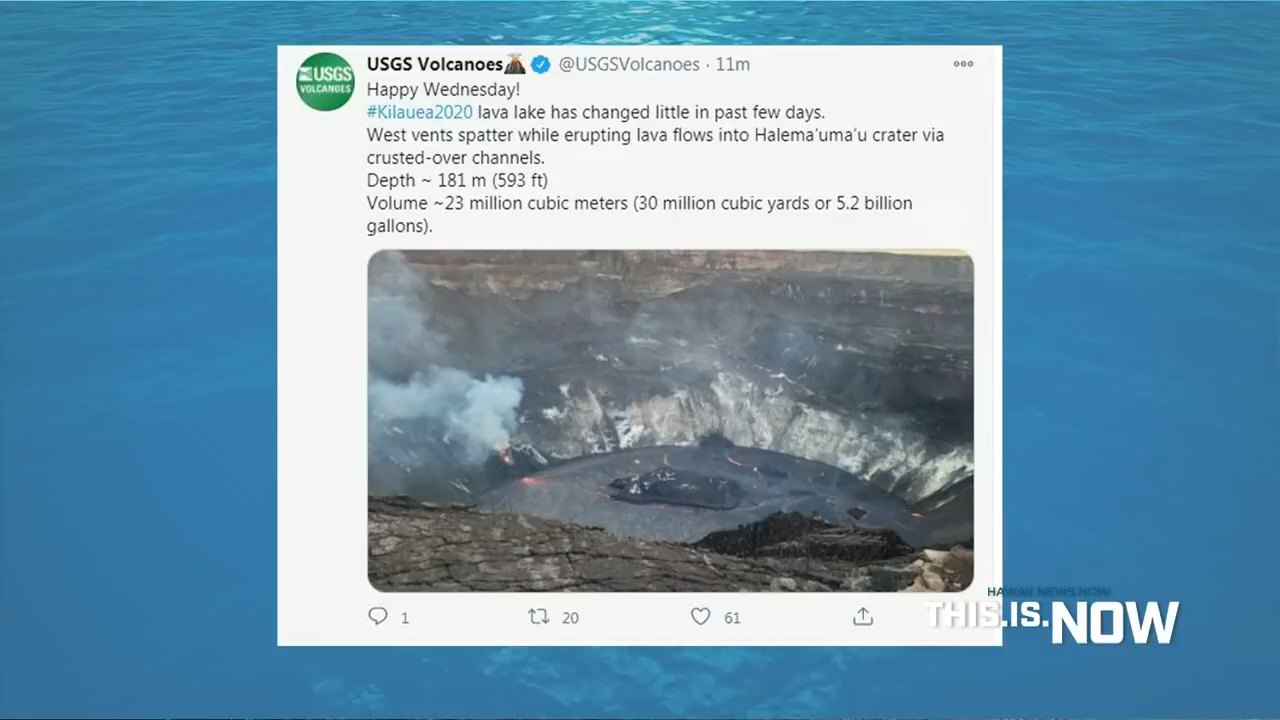 USGS
VOLCANOES
USGS Volcanoes🌋 @USGSVolcanoes · 11m
Happy Wednesday!
#Kilauea2020 lava lake has changed little in past few days.
West vents spatter while erupting lava flows into Halemaʻumaʻu crater via
crusted-over channels.
Depth ~ 181 m (593 ft)
Volume ~23 million cubic meters (30 million cubic yards or 5.2 billion
gallons).
1 20 61
HAWAII NEWS NOW
THIS.IS.NOW